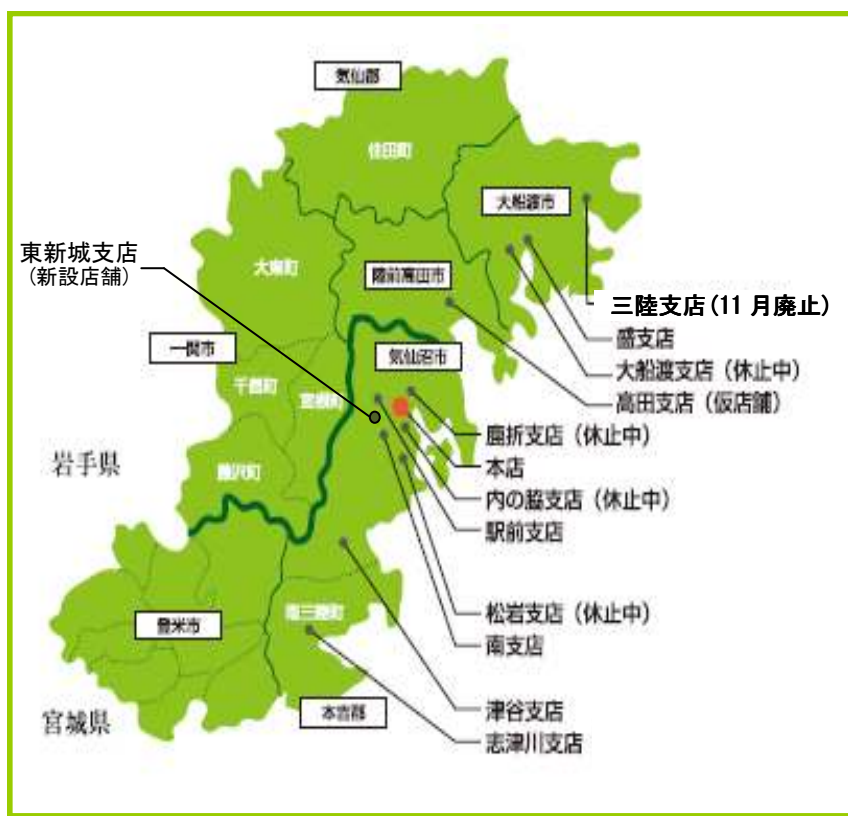 気仙郡
住田町
大船渡市
東新城支店
(新設店舗)
大東町
陸前高田市
三陸支店(11月廃止)
盛支店
一関市
気仙沼市
大船渡支店(休止中)
千厩町
室根町
高田支店(仮店舗)
鹿折支店(休止中)
岩手県
藤沢町
本店
内の脇支店(休止中)
駅前支店
登米市
南三陸町
松岩支店(休止中)
南支店
宮城県
本吉郡
津谷支店
志津川支店